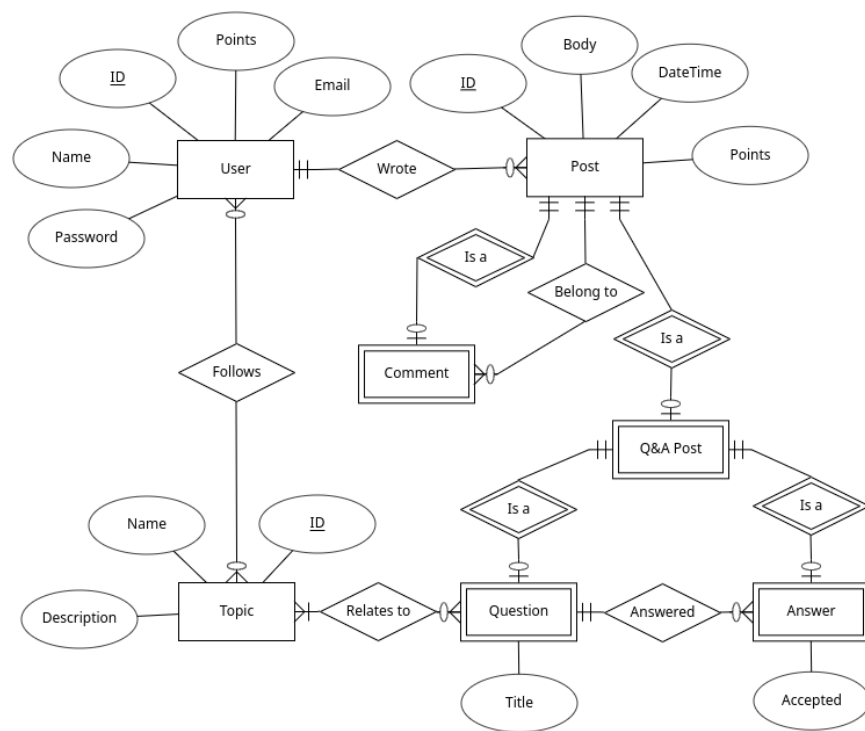 Points
Body
ID
Email
ID
DateTime
Name
User
Wrote
Post
Points
Password
Is a
Belong to
Is a
Follows
Comment
Q&A Post
Name
ID
Is a
Is a
Description
Topic
Relates to
Question
Answered
Answer
Title
Accepted